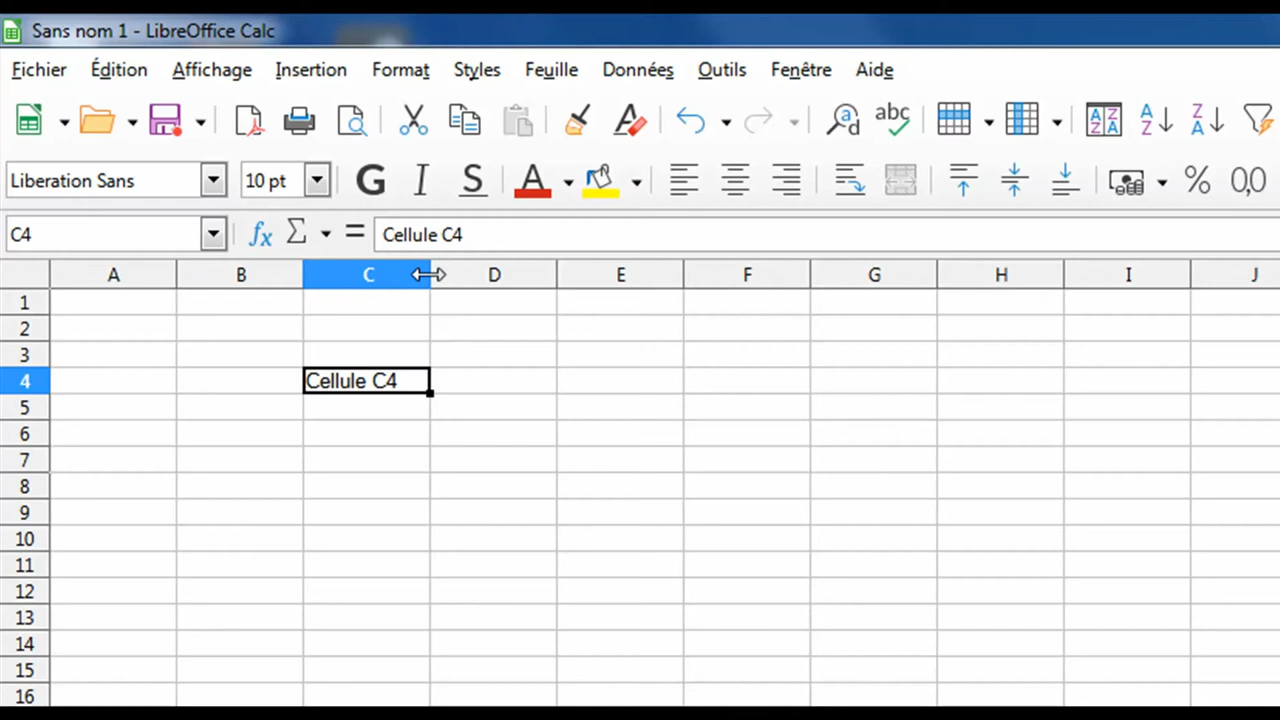 Sans nom 1 - LibreOffice Calc
Fichier Édition Affichage Insertion Format Styles Feuille Données Outils Fenêtre Aide
a d abc A Z A Z A Z Z A
Liberation Sans 10 pt G I S A % 0,0
C4 fx Σ = Cellule C4
A B C D E F G H I J
1
2
3
4 Cellule C4
5
6
7
8
9
10
11
12
13
14
15
16